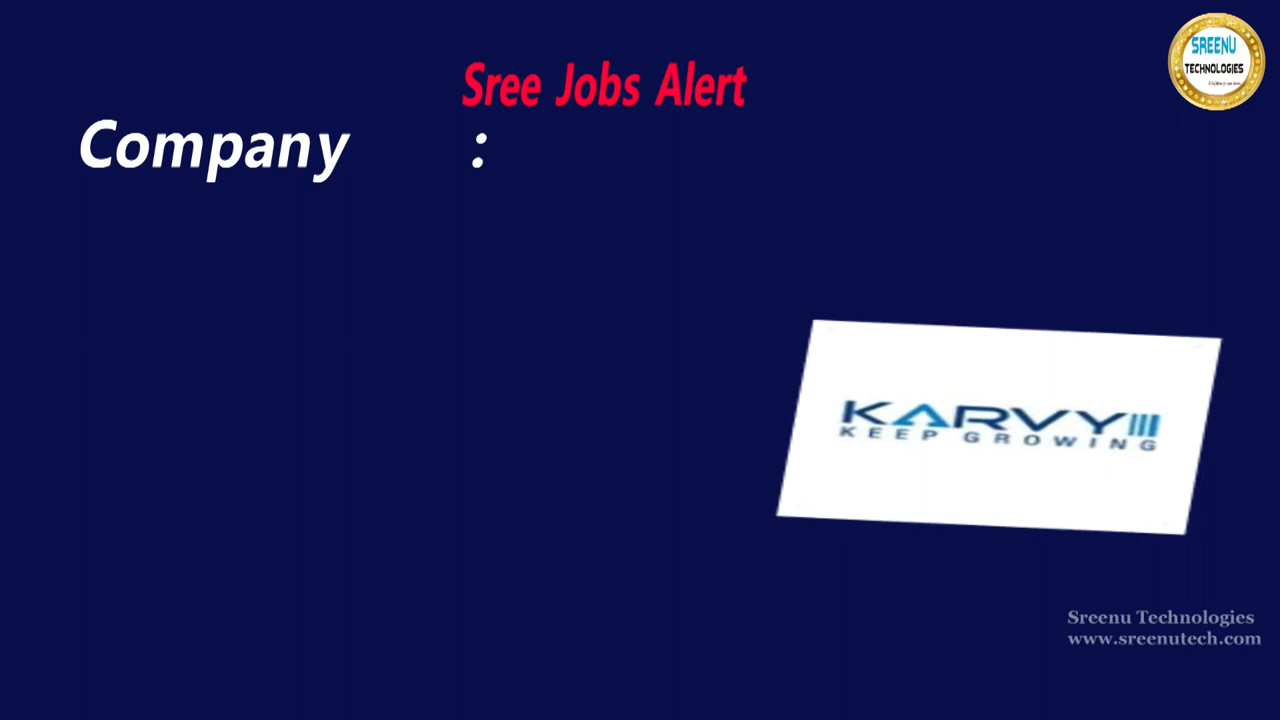 Sree Jobs Alert
SREENU
TECHNOLOGIES
Company :
KARVY
KEEP GROWING
Sreenu Technologies
www.sreenutech.com